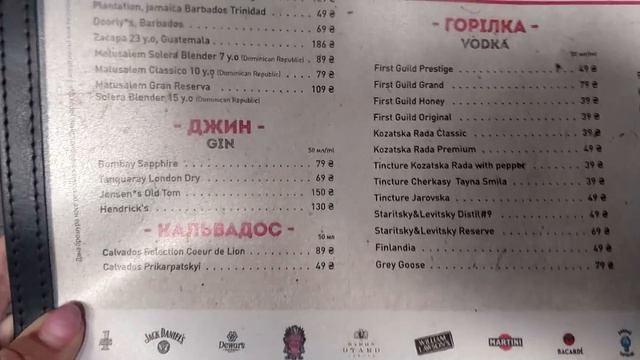 Plantation, Jamaica Barbados Trinidad 49 ₴
Doorly"s, Barbados 69 ₴
Zacapa 23 y.o, Guatemala 186 ₴
Matusalem Solera Blender 7 y.o (Dominican Republic) 89 ₴
Matusalem Classico 10 y.o (Dominican Republic) 79 ₴
Matusalem Gran Reserva 109 ₴
Solera Blender 15 y.o (Dominican Republic)
- ДЖИН -
GIN
50 мл/ml
Bombay Sapphire 79 ₴
Tanqueray London Dry 69 ₴
Jensen"s Old Tom 150 ₴
Hendrick's 130 ₴
- КАЛЬВАДОС -
50 мл
Calvados Selection Coeur de Lion 89 ₴
Calvados Prikarpatskyi 49 ₴
- ГОРІЛКА -
VODKA
50 мл/ml
First Guild Prestige 49 ₴
First Guild Grand 79 ₴
First Guild Honey 39 ₴
First Guild Original 39 ₴
Kozatska Rada Classic 39 ₴
Kozatska Rada Premium 49 ₴
Tincture Kozatska Rada with pepper 39 ₴
Tincture Cherkasy Tayna Smila 39 ₴
Tincture Jarovska 49 ₴
Staritsky&Levitsky Distil#9 49 ₴
Staritsky&Levitsky Reserve 69 ₴
Finlandia 49 ₴
Grey Goose 79 ₴
JACK DANIEL'S
Dewar's
BARON
OTARD
WILLIAM
LAWSON'S
MARTINI
BACARDI